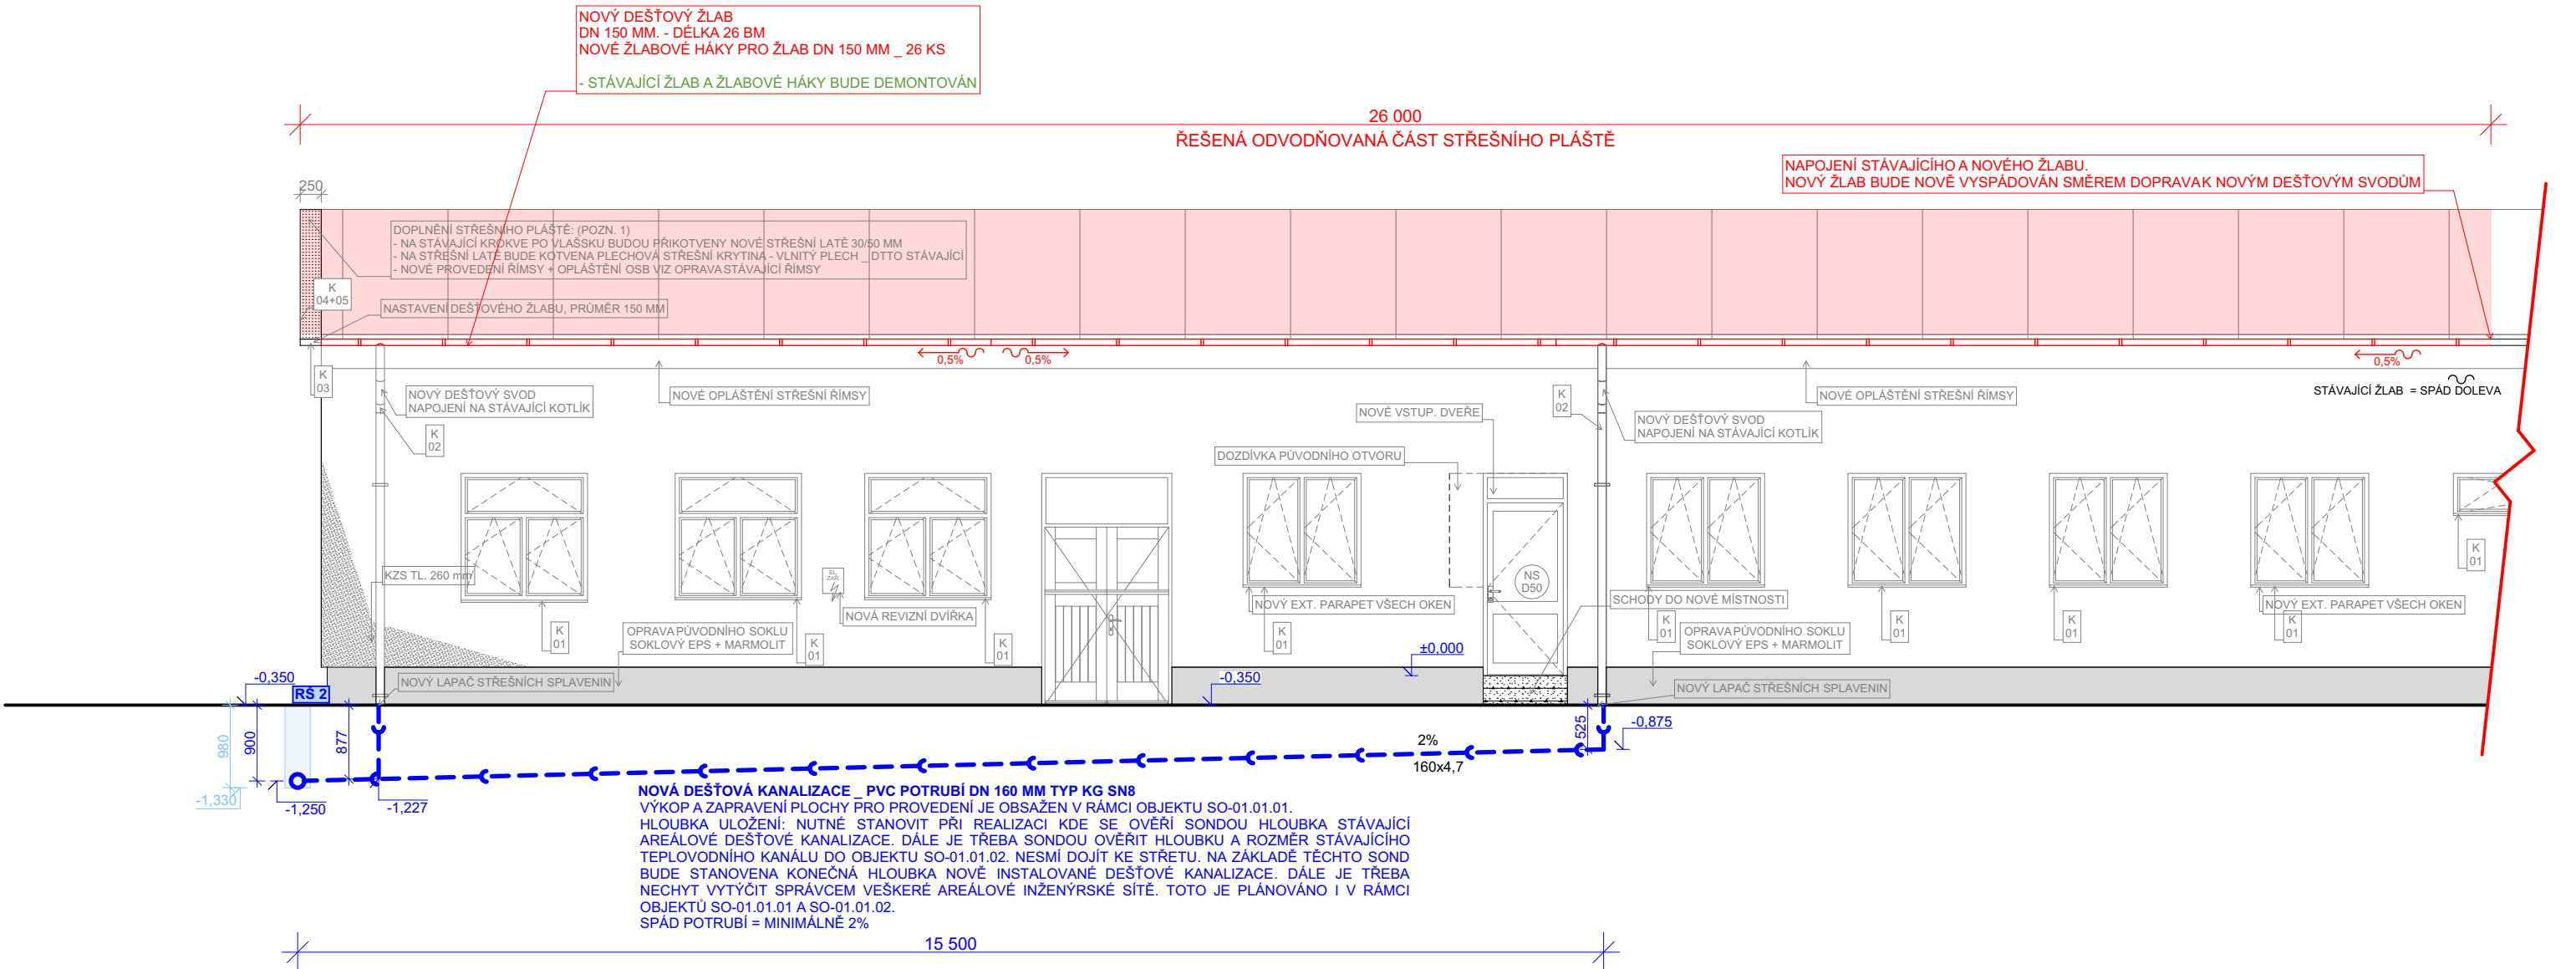 NOVÝ DEŠŤOVÝ ŽLAB
DN 150 MM. - DÉLKA 26 BM
NOVÉ ŽLABOVÉ HÁKY PRO ŽLAB DN 150 MM _ 26 KS
- STÁVAJÍCÍ ŽLAB A ŽLABOVÉ HÁKY BUDE DEMONTOVÁN
26 000
ŘEŠENÁ ODVODŇOVANÁ ČÁST STŘEŠNÍHO PLÁŠTĚ
NAPOJENÍ STÁVAJÍCÍHO A NOVÉHO ŽLABU.
NOVÝ ŽLAB BUDE NOVĚ VYSPÁDOVÁN SMĚREM DOPRAVA K NOVÝM DEŠŤOVÝM SVODŮM
250
DOPLNĚNÍ STŘEŠNÍHO PLÁŠTĚ: (POZN. 1)
- NA STÁVAJÍCÍ KROKVE PO VLAŠSKU BUDOU PŘIKOTVENY NOVÉ STŘEŠNÍ LATĚ 30/50 MM
- NA STŘEŠNÍ LATĚ BUDE KOTVENA PLECHOVÁ STŘEŠNÍ KRYTINA - VLNITÝ PLECH _ DTTO STÁVAJÍCÍ
- NOVÉ PROVEDENÍ ŘÍMSY + OPLÁŠTĚNÍ OSB VIZ OPRAVA STÁVAJÍCÍ ŘÍMSY
K
04+05
NASTAVENÍ DEŠŤOVÉHO ŽLABU, PRŮMĚR 150 MM
0,5%
0,5%
0,5%
K
03
NOVÝ DEŠŤOVÝ SVOD
NAPOJENÍ NA STÁVAJÍCÍ KOTLÍK
K
02
NOVÉ OPLÁŠTĚNÍ STŘEŠNÍ ŘÍMSY
NOVÉ VSTUP. DVEŘE
K
02
NOVÝ DEŠŤOVÝ SVOD
NAPOJENÍ NA STÁVAJÍCÍ KOTLÍK
NOVÉ OPLÁŠTĚNÍ STŘEŠNÍ ŘÍMSY
STÁVAJÍCÍ ŽLAB = SPÁD DOLEVA
DOZDÍVKA PŮVODNÍHO OTVORU
KZS TL. 260 mm
EL.
ZAŘ.
NOVÁ REVIZNÍ DVÍŘKA
NS
D50
K
01
OPRAVA PŮVODNÍHO SOKLU
SOKLOVÝ EPS + MARMOLIT
K
01
K
01
NOVÝ EXT. PARAPET VŠECH OKEN
K
01
SCHODY DO NOVÉ MÍSTNOSTI
K
01
OPRAVA PŮVODNÍHO SOKLU
SOKLOVÝ EPS + MARMOLIT
K
01
K
01
NOVÝ EXT. PARAPET VŠECH OKEN
K
01
K
01
±0,000
-0,350
RŠ 2
NOVÝ LAPAČ STŘEŠNÍCH SPLAVENIN
-0,350
NOVÝ LAPAČ STŘEŠNÍCH SPLAVENIN
980
900
877
525
-0,875
2%
160x4,7
-1,330
-1,250
-1,227
NOVÁ DEŠŤOVÁ KANALIZACE _ PVC POTRUBÍ DN 160 MM TYP KG SN8
VÝKOP A ZAPRAVENÍ PLOCHY PRO PROVEDENÍ JE OBSAŽEN V RÁMCI OBJEKTU SO-01.01.01.
HLOUBKA ULOŽENÍ: NUTNÉ STANOVIT PŘI REALIZACI KDE SE OVĚŘÍ SONDOU HLOUBKA STÁVAJÍCÍ
AREÁLOVÉ DEŠŤOVÉ KANALIZACE. DÁLE JE TŘEBA SONDOU OVĚŘIT HLOUBKU A ROZMĚR STÁVAJÍCÍHO
TEPLOVODNÍHO KANÁLU DO OBJEKTU SO-01.01.02. NESMÍ DOJÍT KE STŘETU. NA ZÁKLADĚ TĚCHTO SOND
BUDE STANOVENA KONEČNÁ HLOUBKA NOVĚ INSTALOVANÉ DEŠŤOVÉ KANALIZACE. DÁLE JE TŘEBA
NECHYT VYTÝČIT SPRÁVCEM VEŠKERÉ AREÁLOVÉ INŽENÝRSKÉ SÍTĚ. TOTO JE PLÁNOVÁNO I V RÁMCI
OBJEKTŮ SO-01.01.01 A SO-01.01.02.
SPÁD POTRUBÍ = MINIMÁLNĚ 2%
15 500